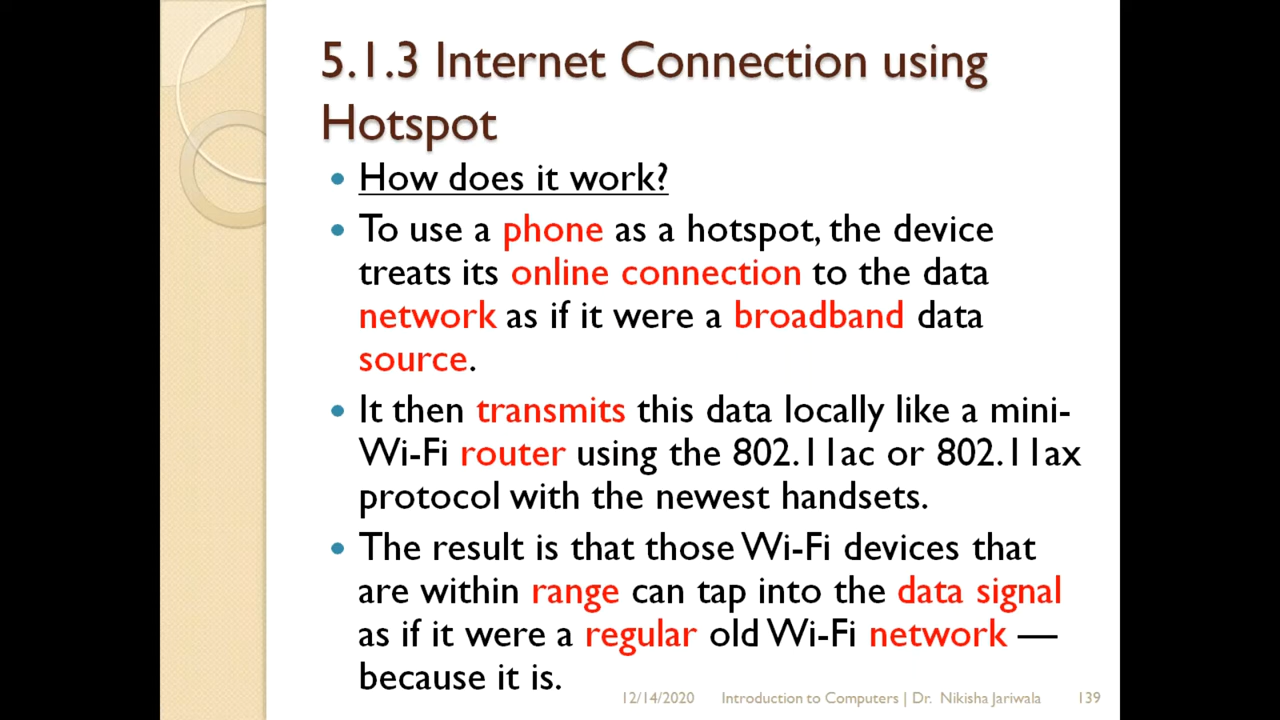 5.1.3 Internet Connection using
Hotspot
• How does it work?
• To use a phone as a hotspot, the device
treats its online connection to the data
network as if it were a broadband data
source.
• It then transmits this data locally like a mini-
Wi-Fi router using the 802.11ac or 802.11ax
protocol with the newest handsets.
• The result is that those Wi-Fi devices that
are within range can tap into the data signal
as if it were a regular old Wi-Fi network —
because it is.
12/14/2020 Introduction to Computers | Dr. Nikisha Jariwala 139